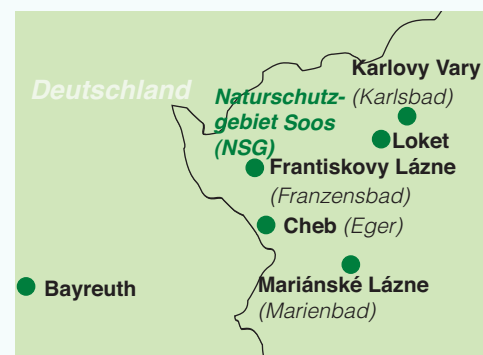 Deutschland
Karlovy Vary
(Karlsbad)
Naturschutz-
gebiet Soos
(NSG)
Loket
Frantiskovy Lázne
(Franzensbad)
Cheb (Eger)
Mariánské Lázne
(Marienbad)
Bayreuth